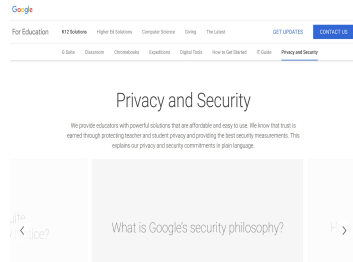 Google
For Education K12 Solutions Higher Ed Solutions Computer Science Giving The Latest GET UPDATES CONTACT US
G Suite Classroom Chromebooks Expeditions Digital Tools How to Get Started IT Guide Privacy and Security
Privacy and Security
We provide educators with powerful solutions that are affordable and easy to use. We know that trust is
earned through protecting teacher and student privacy and providing the best security measurements. This
explains our privacy and security commitments in plain language.
What is Google's security philosophy?